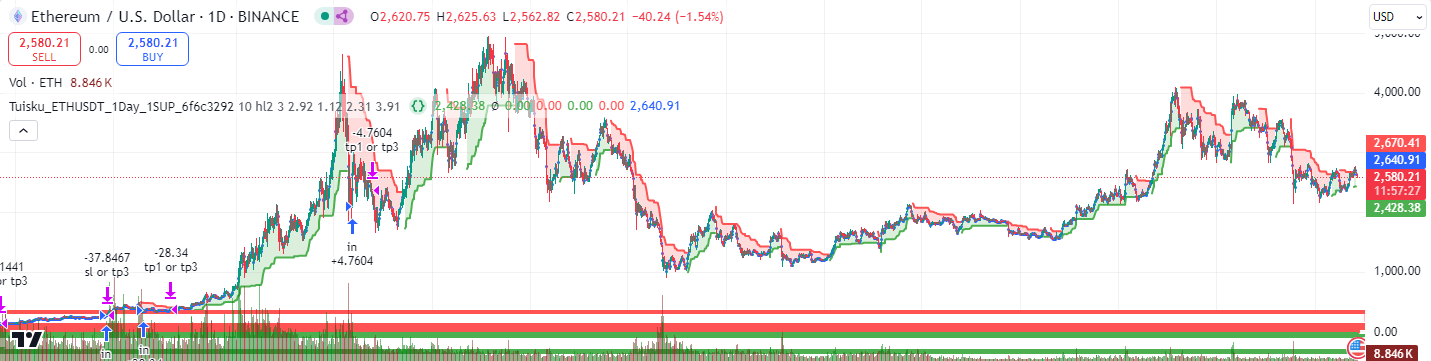 Ethereum / U.S. Dollar · 1D · BINANCE O2,620.75 H2,625.63 L2,562.82 C2,580.21 −40.24 (−1.54%)
USD
2,580.21 SELL
0.00
2,580.21 BUY
Vol · ETH 8.846 K
Tuisku_ETHUSDT_1Day_1SUP_6f6c3292 10 hl2 3 2.92 1.12 2.31 3.91 2,428.38 Ø 0.00 0.00 0.00 0.00 2,640.91
4,000.00
-4.7604
tp1 or tp3
2,670.41
2,640.91
2,580.21
11:57:27
2,428.38
in
+4.7604
-37.8467
sl or tp3
-28.34
tp1 or tp3
1441
or tp3
1,000.00
0.00
in
in
8.846 K